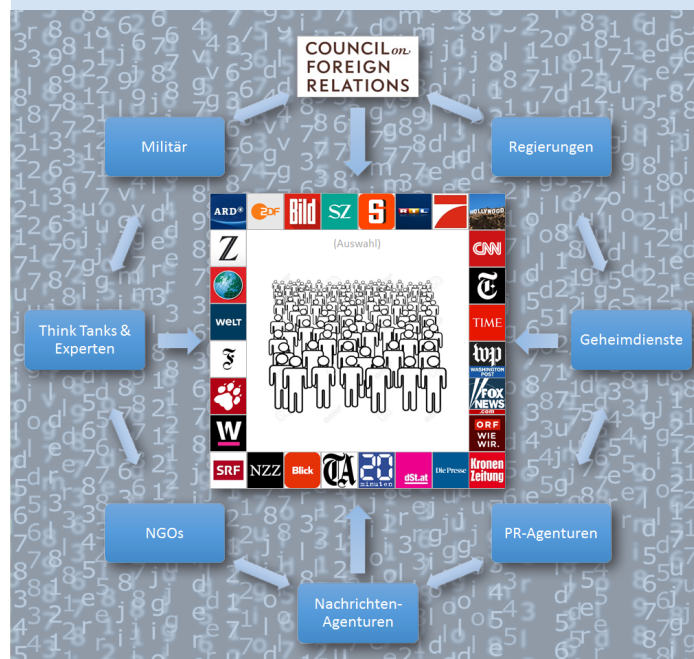 COUNCIL on
FOREIGN
RELATIONS
Militär
Regierungen
ARD
ZDF
Bild
SZ
S
RTL
HOLLYWOOD
(Auswahl)
Z
CNN
T
WELT
TIME
F
wp
WASHINGTON
POST
FOX
NEWS
.com
W
ORF
WIE
WIR.
Think Tanks &
Experten
Geheimdienste
SRF
NZZ
Blick
TA
20
minuten
dSt.at
Die Presse
Kronen
Zeitung
NGOs
PR-Agenturen
Nachrichten-
Agenturen